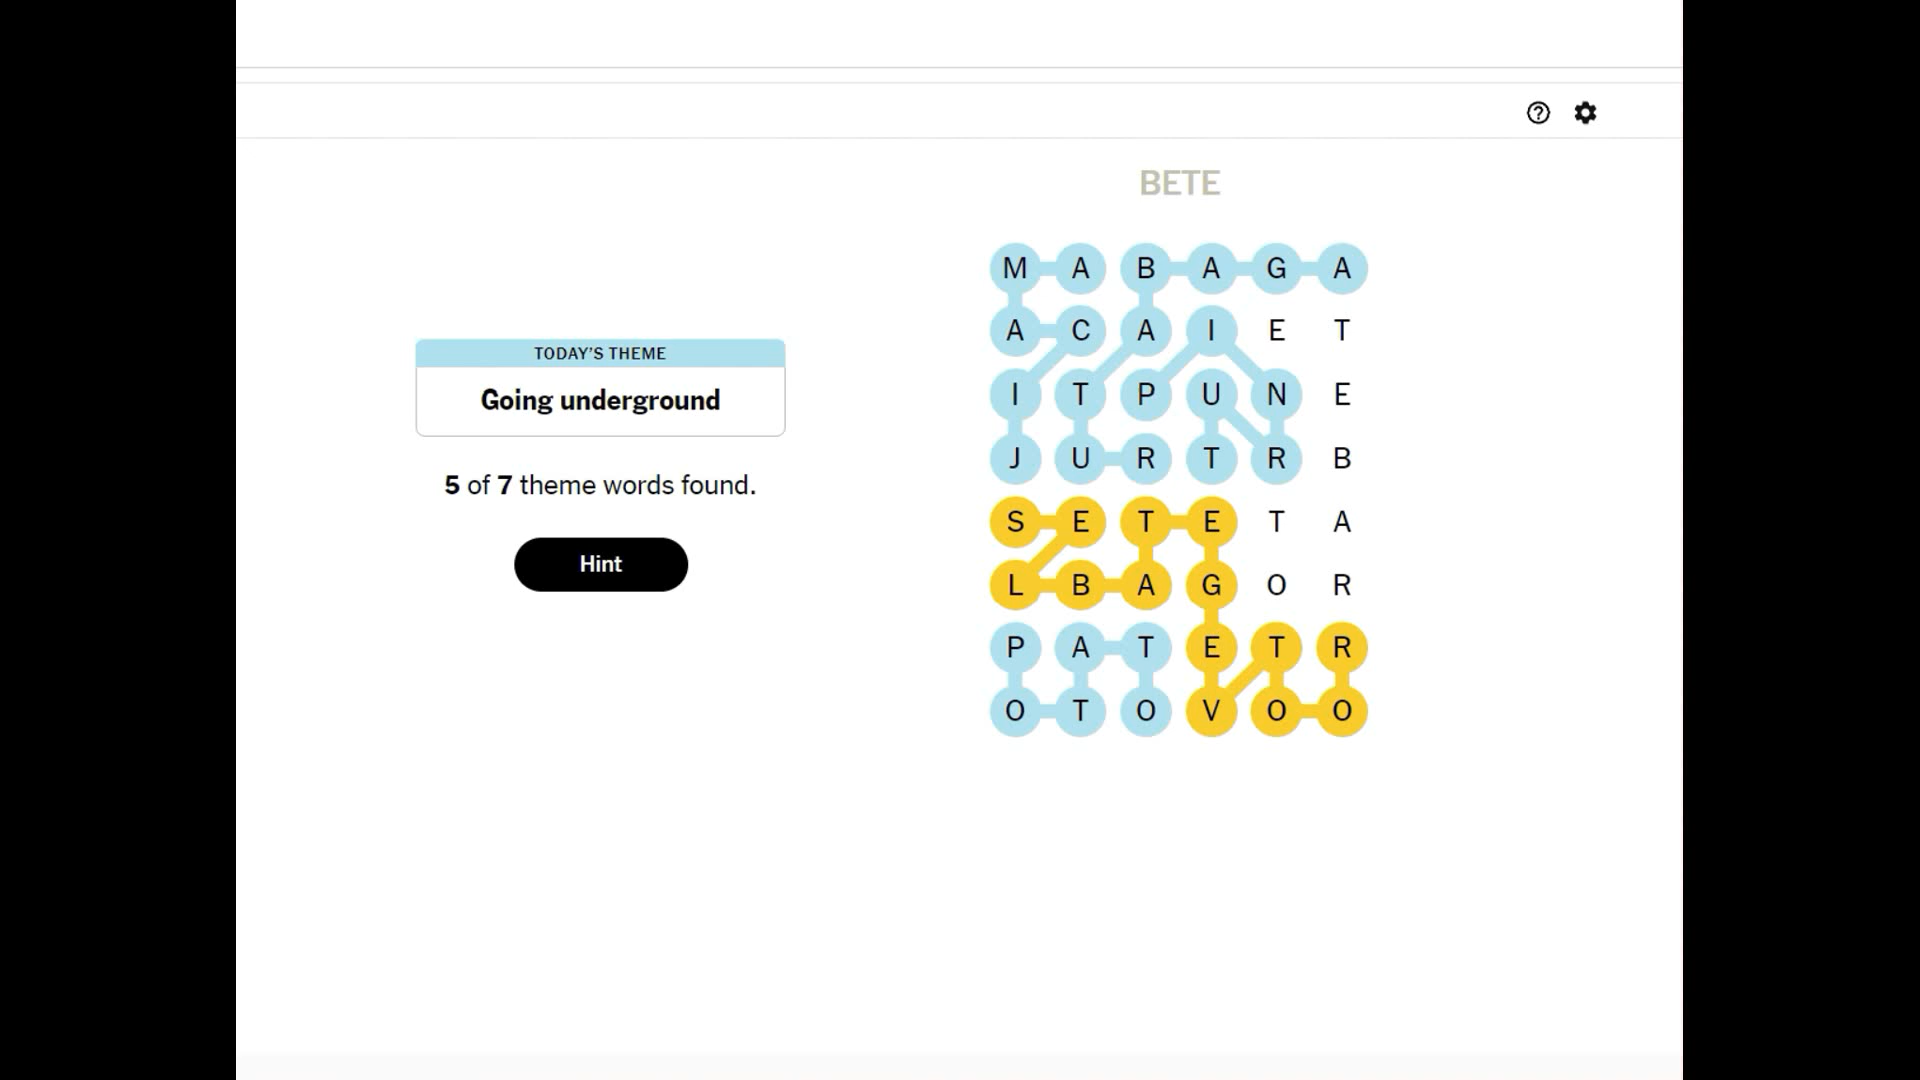 BETE
M A B A G A
TODAY'S THEME
Going underground
5 of 7 theme words found.
Hint
A C A I E T
I T P U N E
J U R T R B
S E T E T A
L B A G O R
P A T E T R
O T O V O O